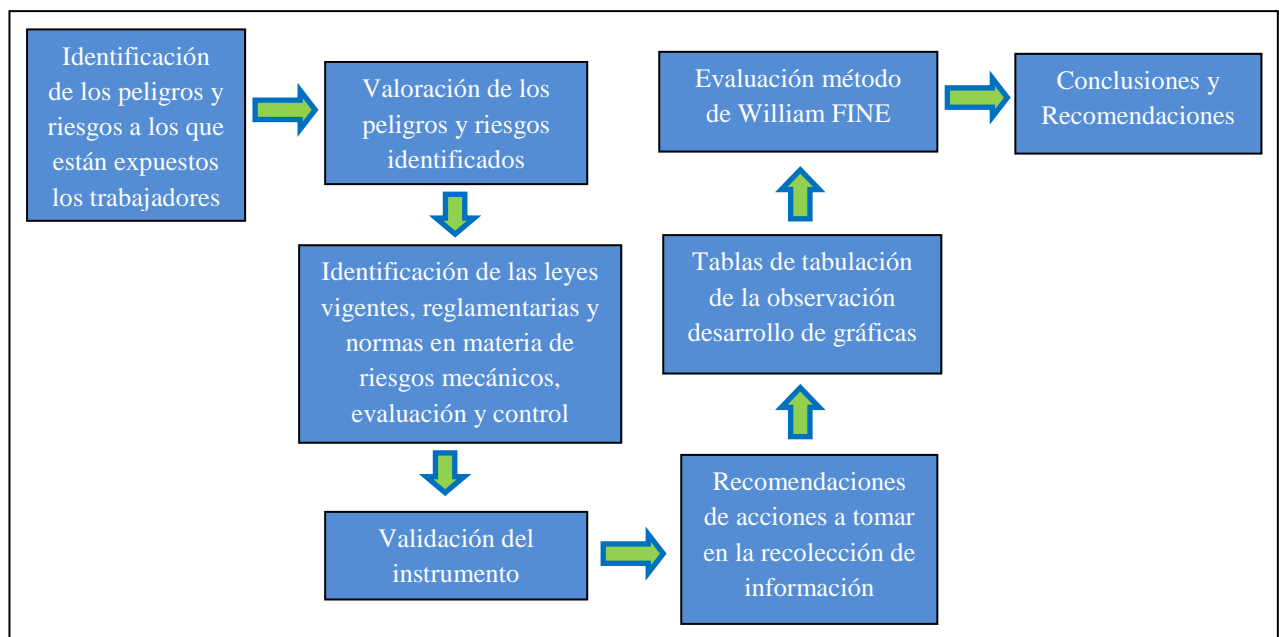 Identificación
de los peligros y
riesgos a los que
están expuestos
los trabajadores
Valoración de los
peligros y riesgos
identificados
Identificación de las leyes
vigentes, reglamentarias y
normas en materia de
riesgos mecánicos,
evaluación y control
Validación del
instrumento
Recomendaciones
de acciones a tomar
en la recolección de
información
Tablas de tabulación
de la observación
desarrollo de gráficas
Evaluación método
de William FINE
Conclusiones y
Recomendaciones